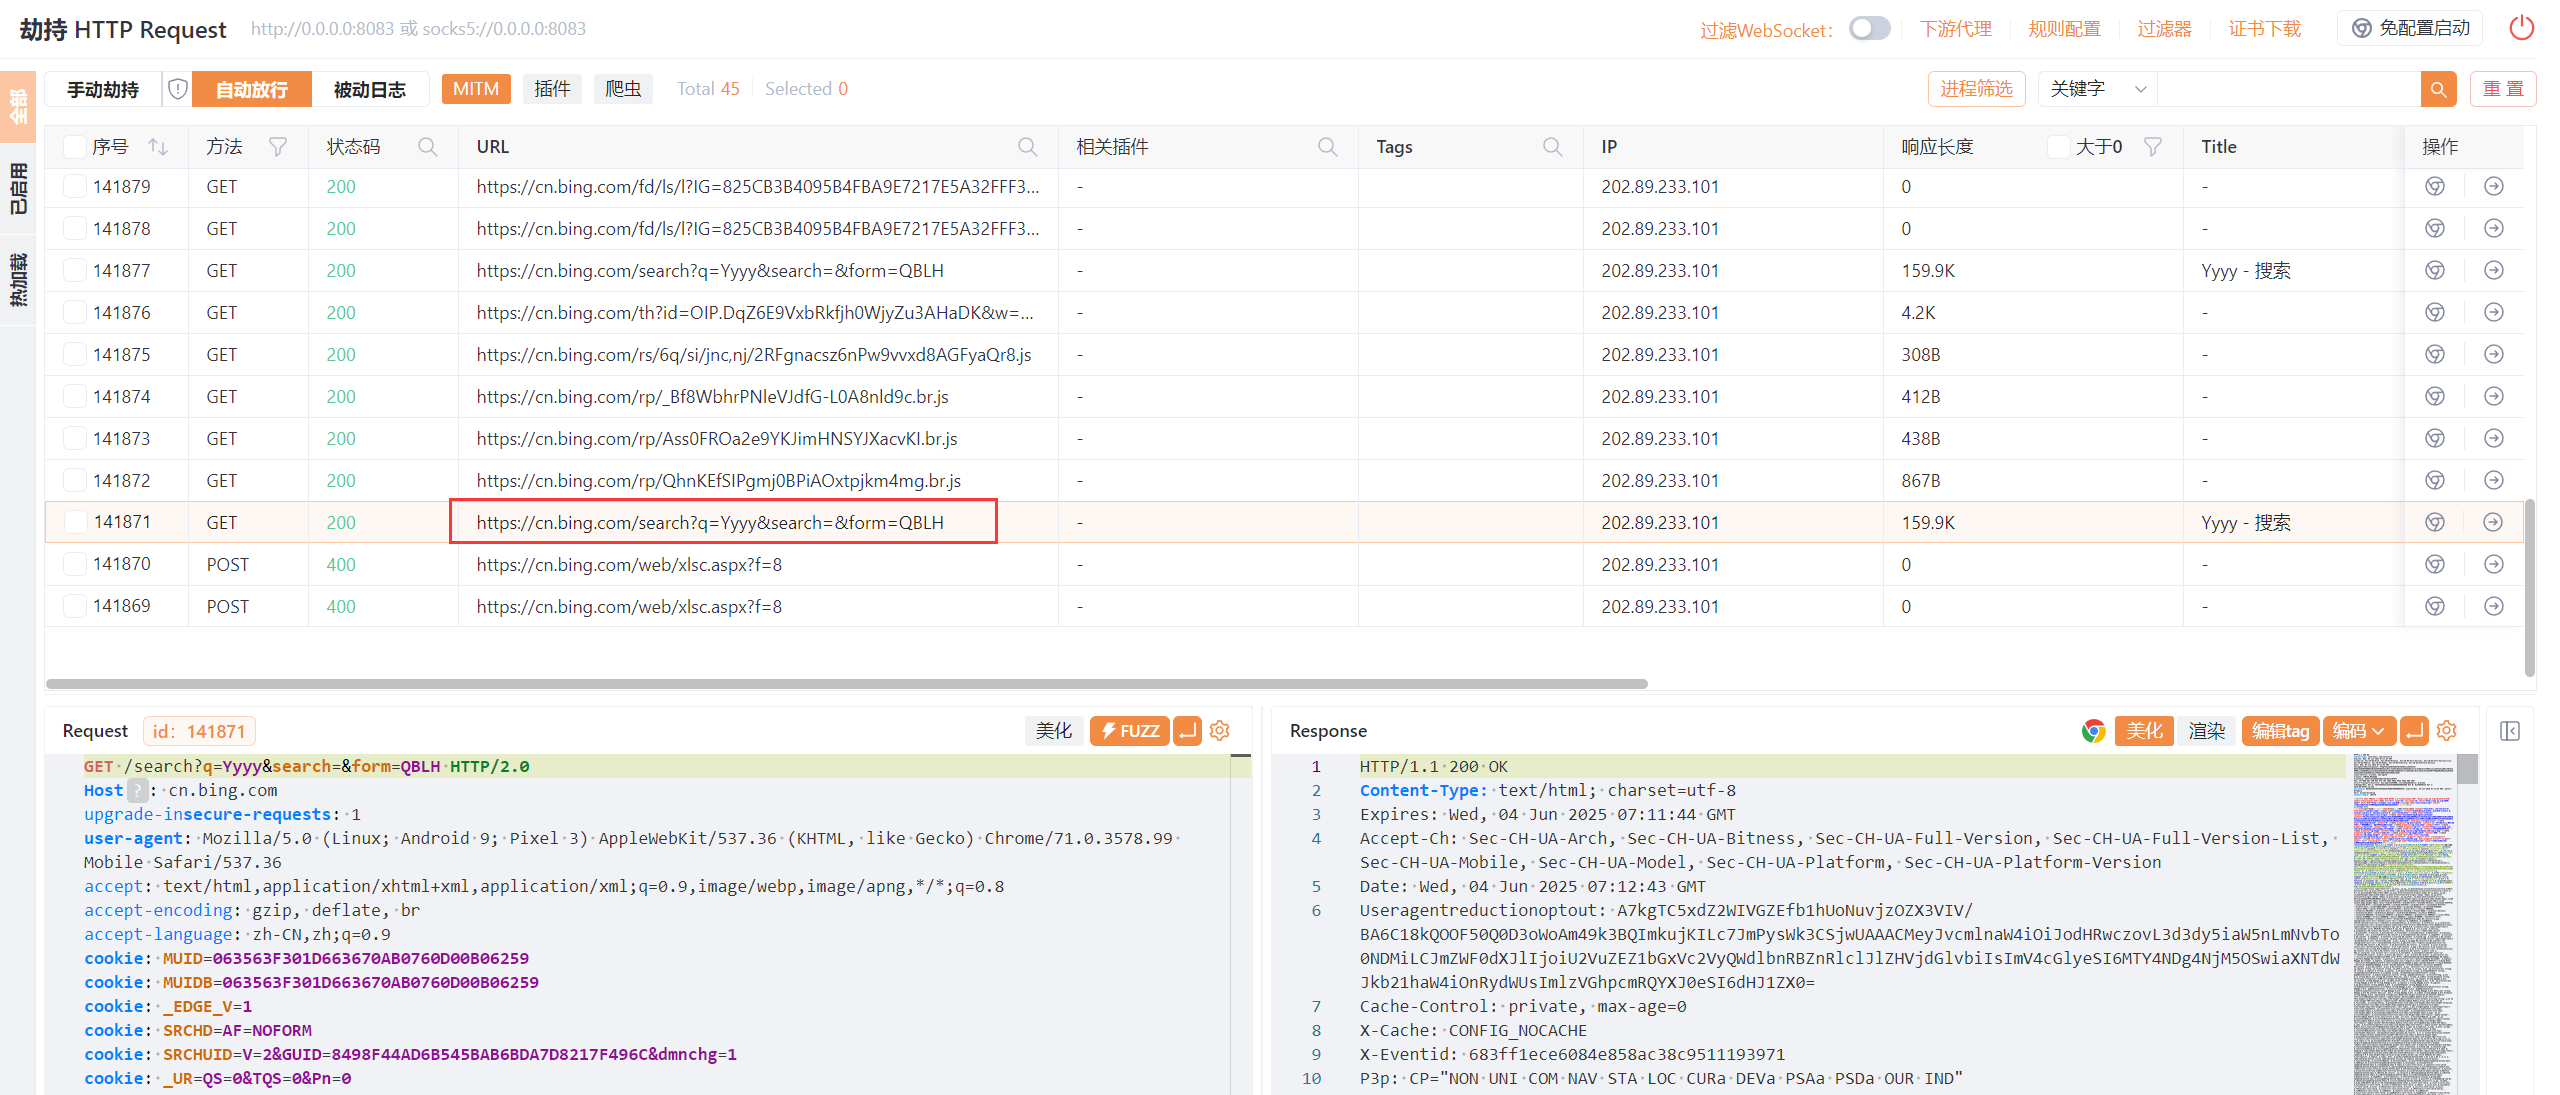 劫持 HTTP Request http://0.0.0.0:8083 或 socks5://0.0.0.0:8083 过滤WebSocket: 下游代理 规则配置 过滤器 证书下载 免配置启动
全部
已启用
热加载
手动劫持 自动放行 被动日志 MITM 插件 爬虫 Total 45 Selected 0 进程筛选 关键字 重 置
序号 方法 状态码 URL 相关插件 Tags IP 响应长度 大于0 Title 操作
141879 GET 200 https://cn.bing.com/fd/ls/l?IG=825CB3B4095B4FBA9E7217E5A32FFF3... - 202.89.233.101 0 -
141878 GET 200 https://cn.bing.com/fd/ls/l?IG=825CB3B4095B4FBA9E7217E5A32FFF3... - 202.89.233.101 0 -
141877 GET 200 https://cn.bing.com/search?q=Yyyy&search=&form=QBLH - 202.89.233.101 159.9K Yyyy - 搜索
141876 GET 200 https://cn.bing.com/th?id=OIP.DqZ6E9VxbRkfjh0WjyZu3AHaDK&w=... - 202.89.233.101 4.2K -
141875 GET 200 https://cn.bing.com/rs/6q/si/jnc,nj/2RFgnacsz6nPw9vvxd8AGFyaQr8.js - 202.89.233.101 308B -
141874 GET 200 https://cn.bing.com/rp/_Bf8WbhrPNleVJdfG-L0A8nld9c.br.js - 202.89.233.101 412B -
141873 GET 200 https://cn.bing.com/rp/Ass0FROa2e9YKJimHNSYJXacvKI.br.js - 202.89.233.101 438B -
141872 GET 200 https://cn.bing.com/rp/QhnKEfSIPgmj0BPiAOxtpjkm4mg.br.js - 202.89.233.101 867B -
141871 GET 200 https://cn.bing.com/search?q=Yyyy&search=&form=QBLH - 202.89.233.101 159.9K Yyyy - 搜索
141870 POST 400 https://cn.bing.com/web/xlsc.aspx?f=8 - 202.89.233.101 0 -
141869 POST 400 https://cn.bing.com/web/xlsc.aspx?f=8 - 202.89.233.101 0 -
Request id: 141871 美化 FUZZ
GET /search?q=Yyyy&search=&form=QBLH HTTP/2.0
Host ? : cn.bing.com
upgrade-insecure-requests: 1
user-agent: Mozilla/5.0 (Linux; Android 9; Pixel 3) AppleWebKit/537.36 (KHTML, like Gecko) Chrome/71.0.3578.99
Mobile Safari/537.36
accept: text/html,application/xhtml+xml,application/xml;q=0.9,image/webp,image/apng,*/*;q=0.8
accept-encoding: gzip, deflate, br
accept-language: zh-CN,zh;q=0.9
cookie: MUID=063563F301D663670AB0760D00B06259
cookie: MUIDB=063563F301D663670AB0760D00B06259
cookie: _EDGE_V=1
cookie: SRCHD=AF=NOFORM
cookie: SRCHUID=V=2&GUID=8498F44AD6B545BAB6BDA7D8217F496C&dmnchg=1
cookie: _UR=QS=0&TQS=0&Pn=0
Response 美化 渲染 编辑tag 编码
1 HTTP/1.1 200 OK
2 Content-Type: text/html; charset=utf-8
3 Expires: Wed, 04 Jun 2025 07:11:44 GMT
4 Accept-Ch: Sec-CH-UA-Arch, Sec-CH-UA-Bitness, Sec-CH-UA-Full-Version, Sec-CH-UA-Full-Version-List,
Sec-CH-UA-Mobile, Sec-CH-UA-Model, Sec-CH-UA-Platform, Sec-CH-UA-Platform-Version
5 Date: Wed, 04 Jun 2025 07:12:43 GMT
6 Useragentreductionoptout: A7kgTC5xdZ2WIVGZEfb1hUoNuvjzOZX3VIV/
BA6C18kQOOF50Q0D3oWoAm49k3BQImkujKILc7JmPysWk3CSjwUAAACMeyJvcmlnaW4iOiJodHRwczovL3d3dy5iaW5nLmNvbTo
0NDMiLCJmZWF0dXJlIjoiU2VuZEZ1bGxVc2VyQWdlbnRBZnRlclJlZHVjdGlvbiIsImV4cGlyeSI6MTY4NDg4NjM5OSwiaXNTdW
Jkb21haW4iOnRydWUsImlzVGhpcmRQYXJ0eSI6dHJ1ZX0=
7 Cache-Control: private, max-age=0
8 X-Cache: CONFIG_NOCACHE
9 X-Eventid: 683ff1ece6084e858ac38c9511193971
10 P3p: CP="NON UNI COM NAV STA LOC CURa DEVa PSAa PSDa OUR IND"